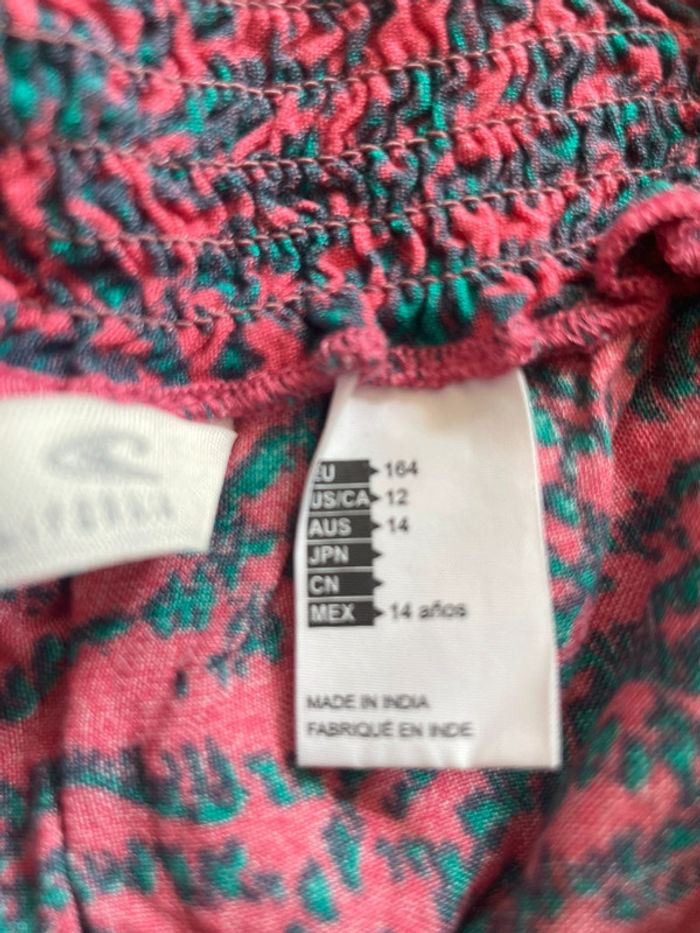 EU 164
US/CA 12
AUS 14
JPN
CN
MEX 14 años
MADE IN INDIA
FABRIQUÉ EN INDE